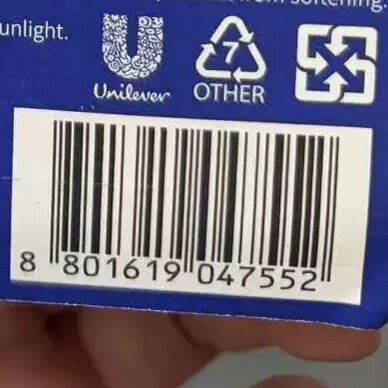 from softening.
unlight.
Unilever
7
OTHER
8 801619 047552